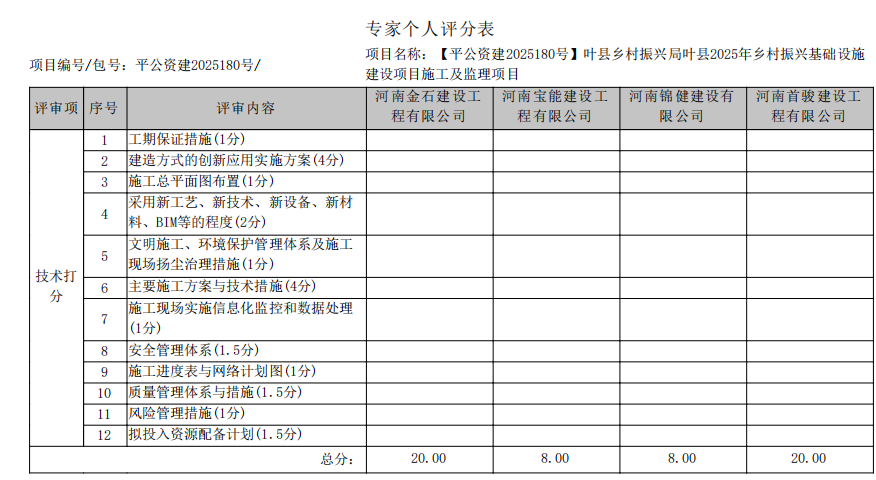 专家个人评分表
项目编号/包号: 平公资建2025180号/
项目名称: 【平公资建2025180号】叶县乡村振兴局叶县2025年乡村振兴基础设施
建设项目施工及监理项目
评审项 序号 评审内容 河南金石建设工 河南宝能建设工 河南锦健建设有 河南首骏建设工
程有限公司 程有限公司 限公司 程有限公司
技术打
分
1 工期保证措施(1分)
2 建造方式的创新应用实施方案(4分)
3 施工总平面图布置(1分)
4 采用新工艺、新技术、新设备、新材
料、BIM等的程度(2分)
5 文明施工、环境保护管理体系及施工
现场扬尘治理措施(1分)
6 主要施工方案与技术措施(4分)
7 施工现场实施信息化监控和数据处理
(1分)
8 安全管理体系(1.5分)
9 施工进度表与网络计划图(1分)
10 质量管理体系与措施(1.5分)
11 风险管理措施(1分)
12 拟投入资源配备计划(1.5分)
总分: 20.00 8.00 8.00 20.00